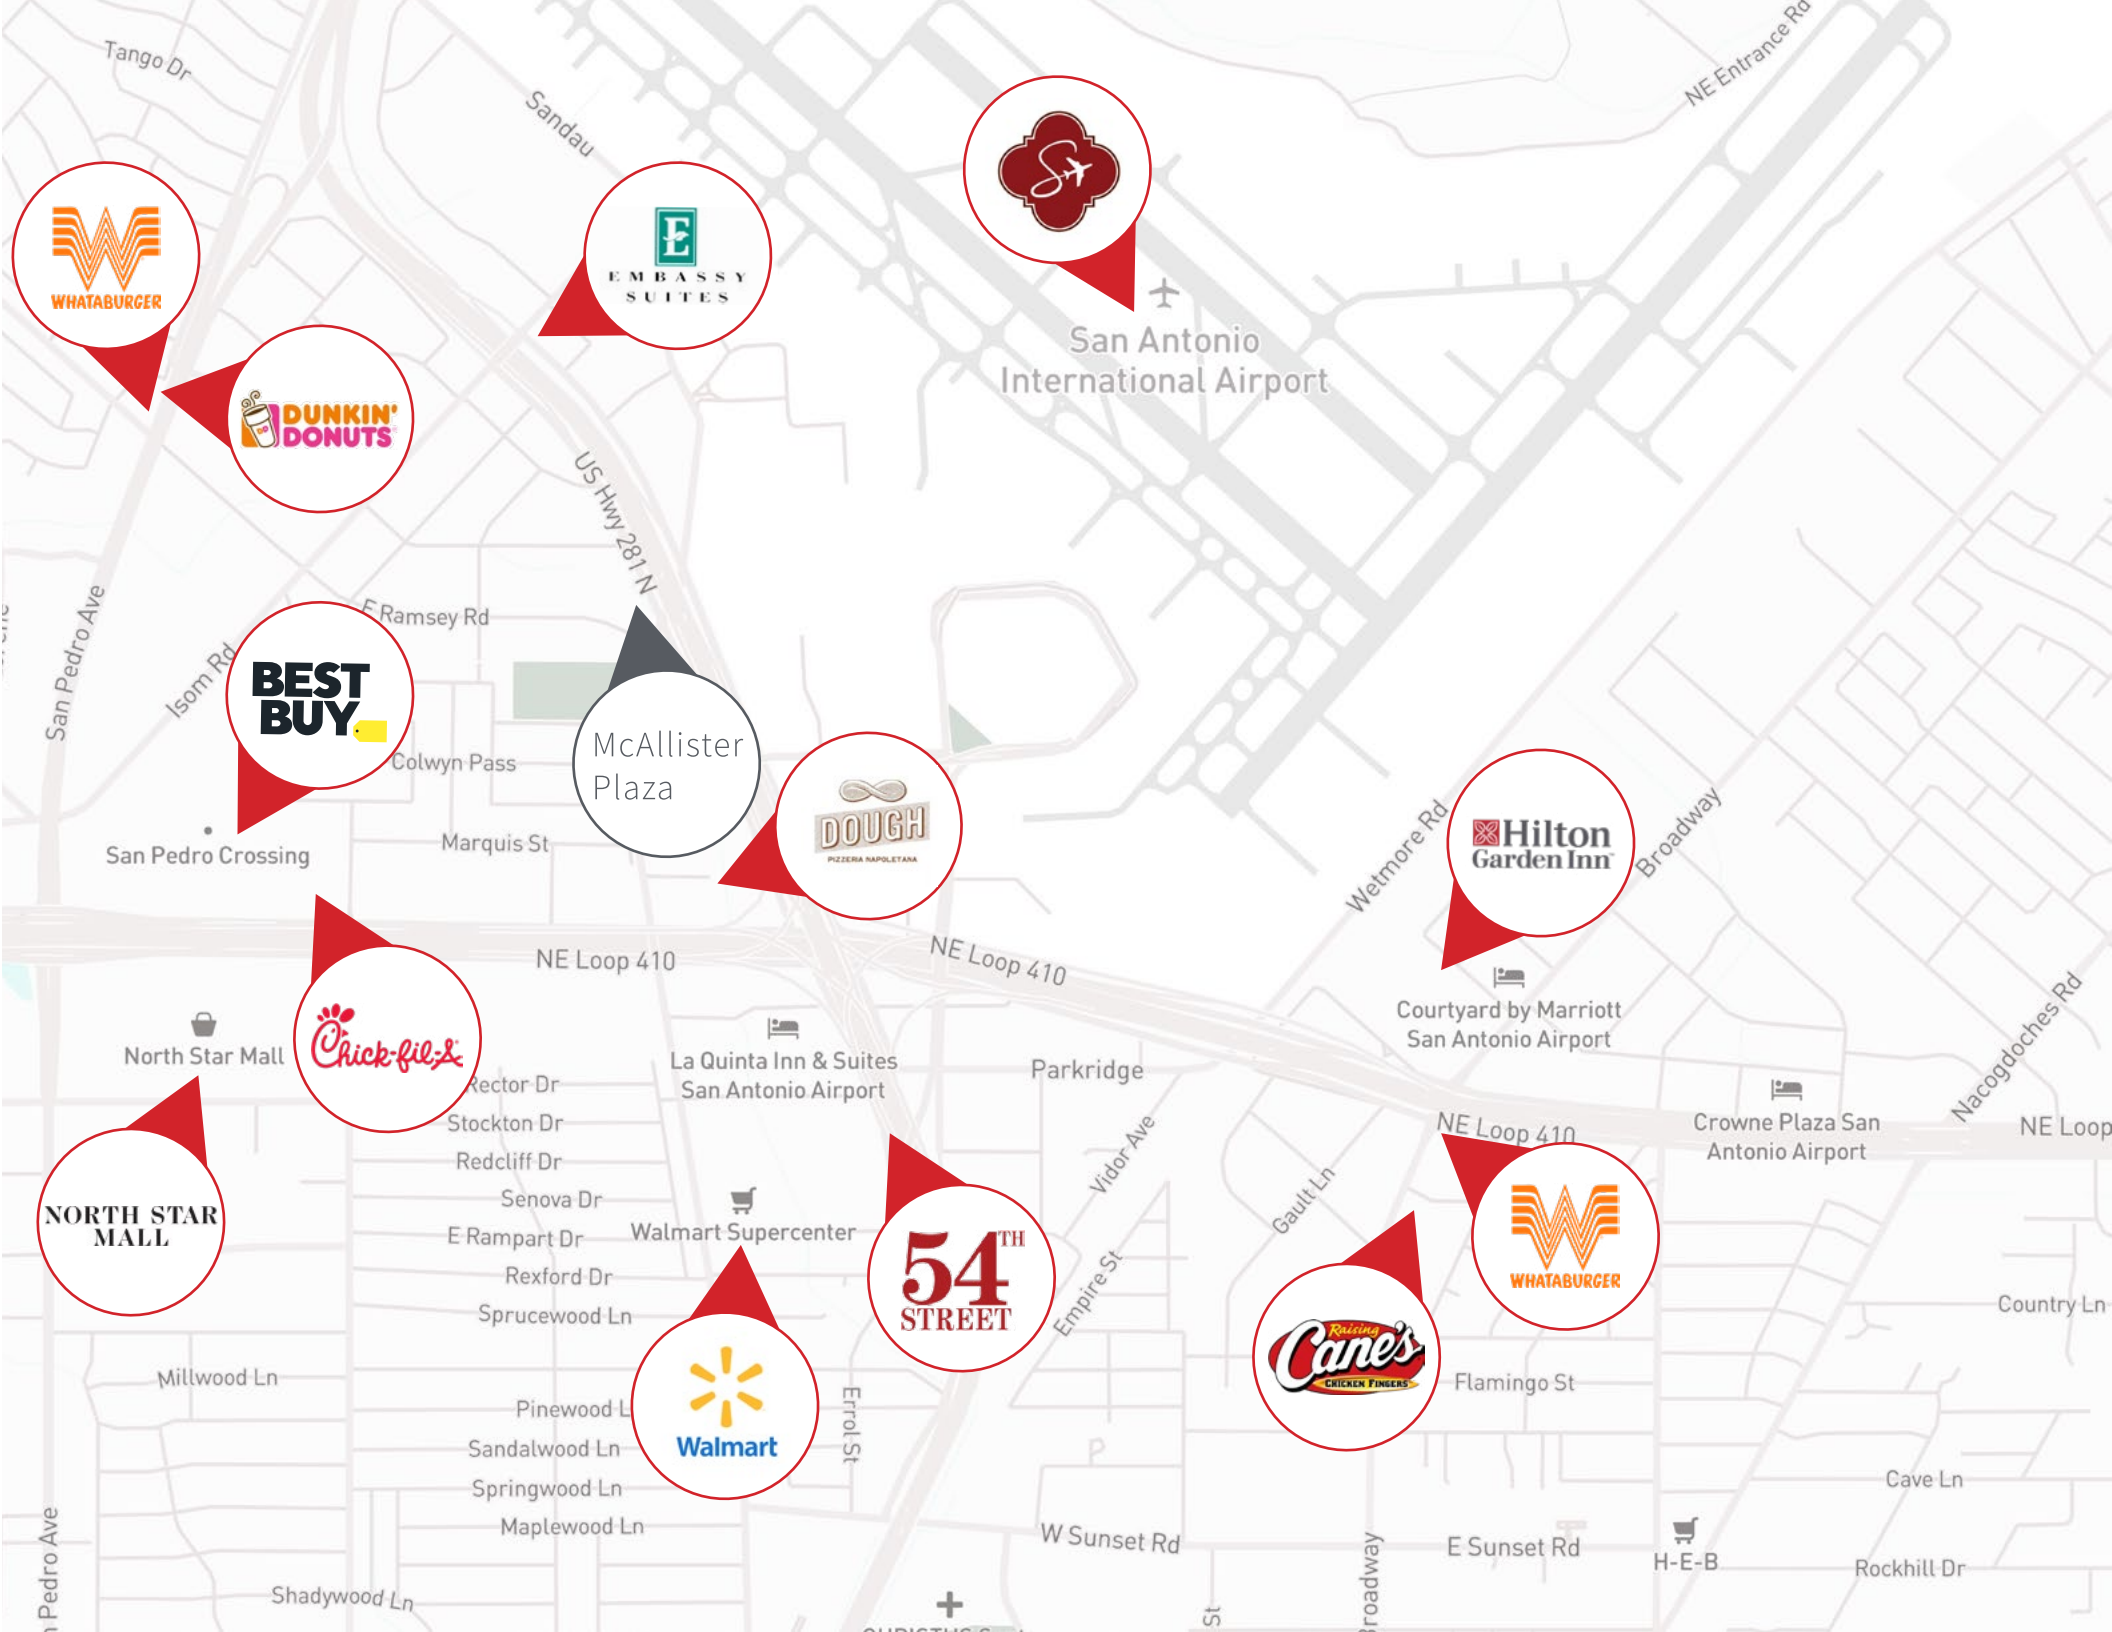 Tango Dr
Sandau
NE Entrance Rd
WHATABURGER
EMBASSY
SUITES
San Antonio
International Airport
DUNKIN'
DONUTS
US Hwy 281 N
San Pedro Ave
E Ramsey Rd
Isom Rd
BEST
BUY
McAllister
Plaza
Colwyn Pass
Marquis St
San Pedro Crossing
DOUGH
PIZZERIA NAPOLETANA
Wetmore Rd
Hilton
Garden Inn
Broadway
NE Loop 410
NE Loop 410
Courtyard by Marriott
San Antonio Airport
Nacogdoches Rd
North Star Mall
Chick-fil-A
La Quinta Inn & Suites
San Antonio Airport
Parkridge
Rector Dr
Stockton Dr
Redcliff Dr
Senova Dr
E Rampart Dr
Rexford Dr
Sprucewood Ln
Vidor Ave
Gault Ln
NE Loop 410
Crowne Plaza San
Antonio Airport
NE Loop
NORTH STAR
MALL
Walmart Supercenter
54TH
STREET
Empire St
WHATABURGER
Country Ln
Raising
Cane's
CHICKEN FINGERS
Flamingo St
Millwood Ln
Pinewood L
Sandalwood Ln
Springwood Ln
Maplewood Ln
Walmart
Errol St
P
Cave Ln
W Sunset Rd
E Sunset Rd
H-E-B
Rockhill Dr
Pedro Ave
Shadywood Ln
St
roadway